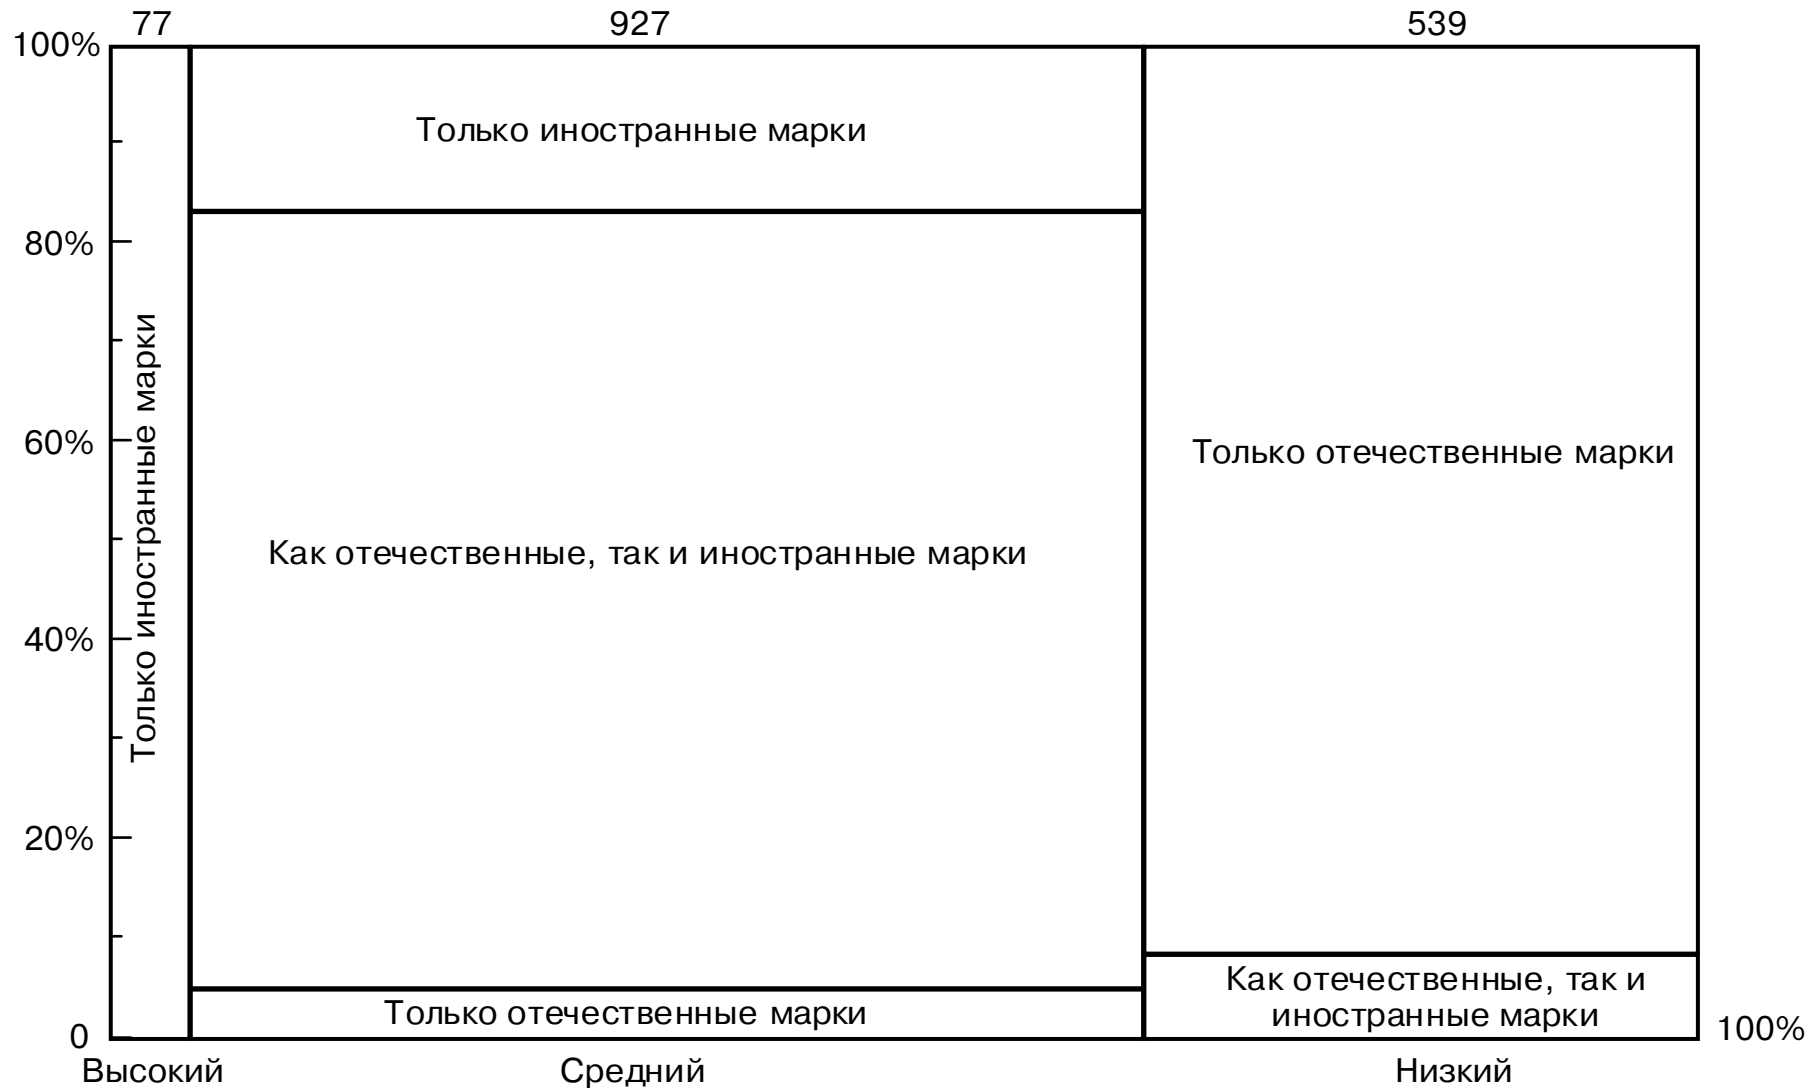 77
927
539
100%
80%
60%
40%
20%
0
Только иностранные марки
Только иностранные марки
Как отечественные, так и иностранные марки
Только отечественные марки
Только отечественные марки
Как отечественные, так и
иностранные марки
100%
Высокий
Средний
Низкий